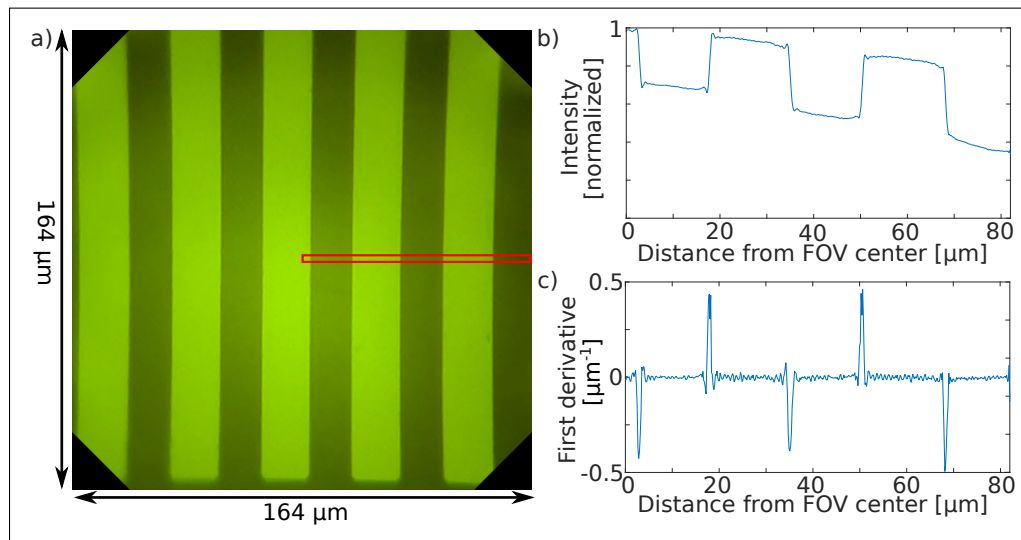 a)
164 µm
164 µm
b)
1
Intensity
[normalized]
0 20 40 60 80
Distance from FOV center [µm]
c)
0.5
0
-0.5
First derivative
[µm⁻¹]
0 20 40 60 80
Distance from FOV center [µm]